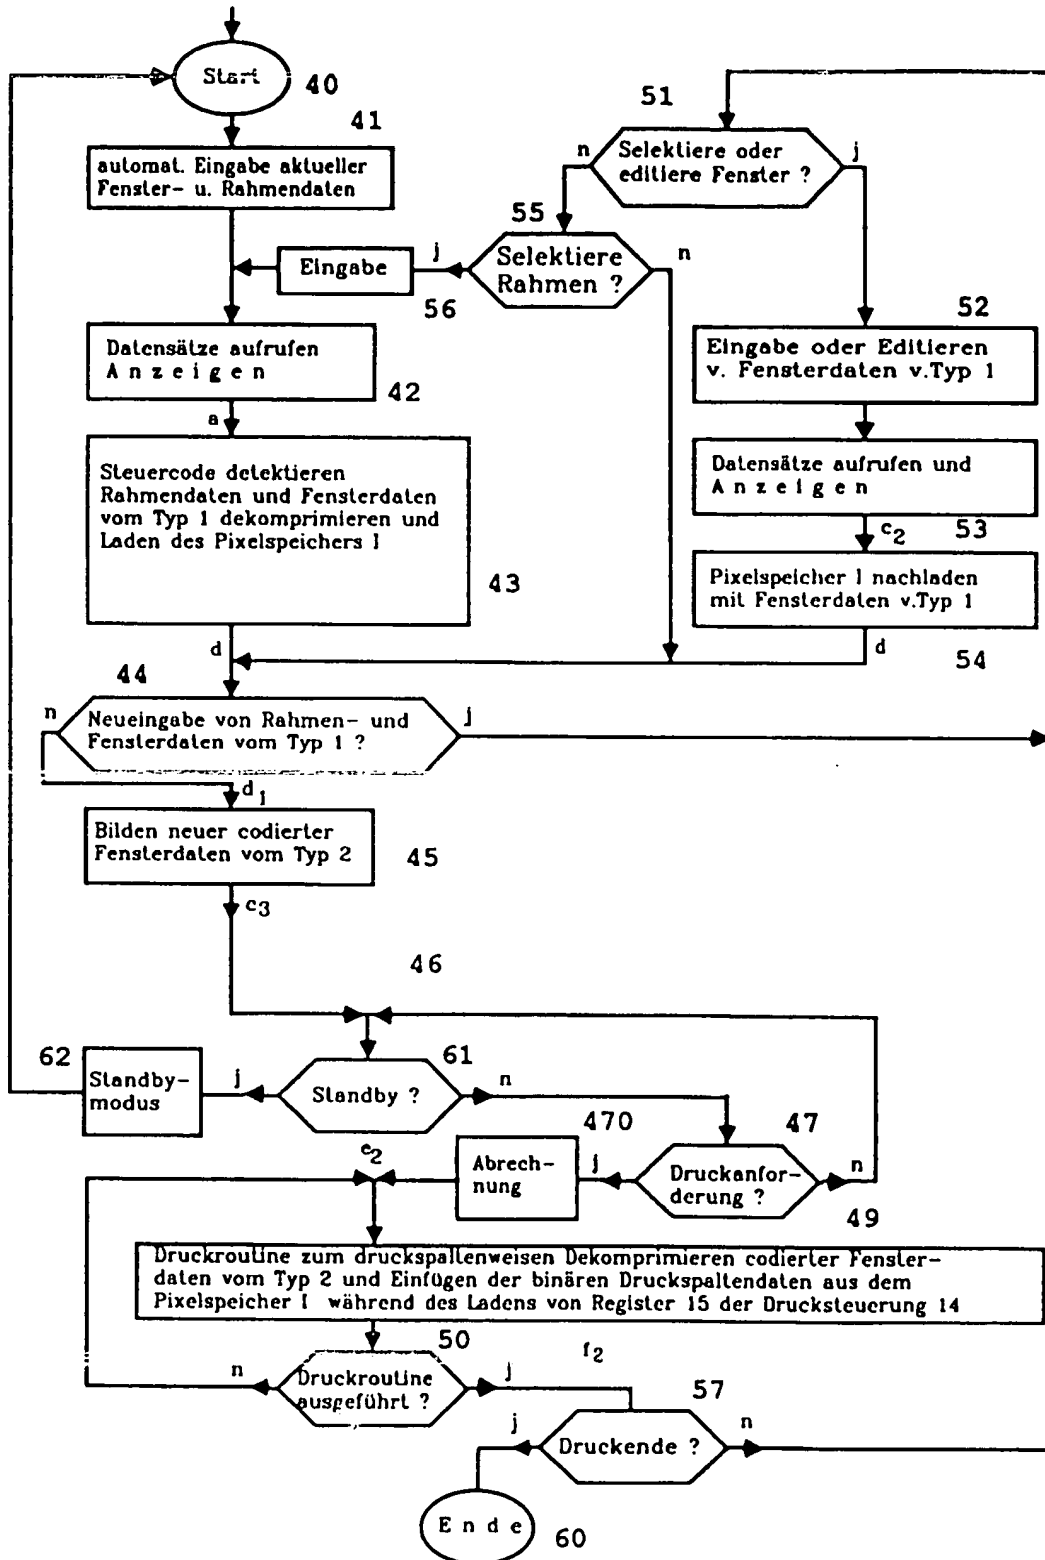 Start
40
41
automat. Eingabe aktueller
Fenster- u. Rahmendaten
51
n
Selektiere oder
editiere Fenster ?
j
55
j
Selektiere
Rahmen ?
n
Eingabe
56
52
Eingabe oder Editieren
v. Fensterdaten v.Typ 1
Datensätze aufrufen
A n z e i g e n
42
a
Datensätze aufrufen und
A n z e i g e n
c2
53
Steuercode detektieren
Rahmendaten und Fensterdaten
vom Typ 1 dekomprimieren und
Laden des Pixelspeichers I
43
Pixelspeicher I nachladen
mit Fensterdaten v.Typ 1
d
d
54
44
n
Neueingabe von Rahmen- und
Fensterdaten vom Typ 1 ?
j
d1
Bilden neuer codierter
Fensterdaten vom Typ 2
45
c3
46
62
Standby-
modus
j
61
Standby ?
n
470
47
e2
Abrech-
nung
j
Druckanfor-
derung ?
n
49
Druckroutine zum druckspaltenweisen Dekomprimieren codierter Fenster-
daten vom Typ 2 und Einfügen der binären Druckspaltendaten aus dem
Pixelspeicher I während des Ladens von Register 15 der Drucksteuerung 14
50
f2
n
Druckroutine
ausgeführt ?
j
57
j
Druckende ?
n
E n d e
60